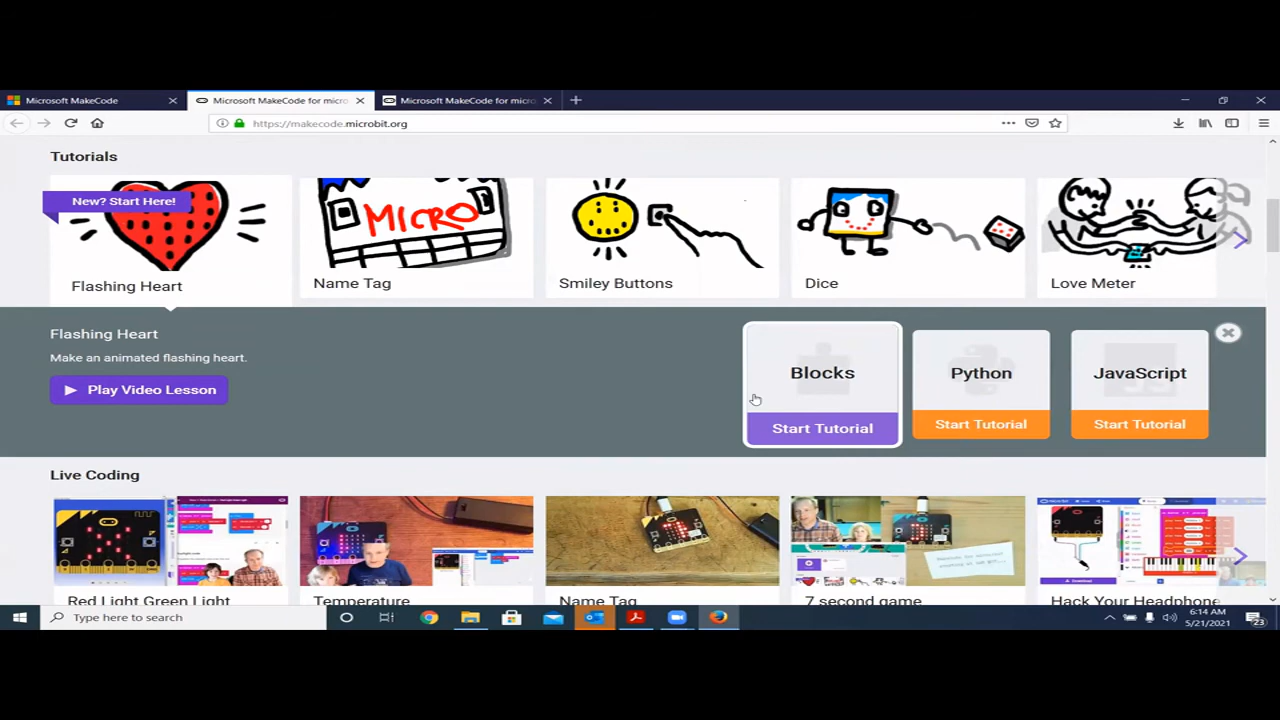 Microsoft MakeCode
Microsoft MakeCode for micro
Microsoft MakeCode for micro
https://makecode.microbit.org
Tutorials
New? Start Here!
MICRO
Flashing Heart
Name Tag
Smiley Buttons
Dice
Love Meter
Flashing Heart
Make an animated flashing heart.
Play Video Lesson
Blocks
Start Tutorial
Python
Start Tutorial
JavaScript
Start Tutorial
Live Coding
Red Light Green Light
Temperature
Name Tag
7 second game
Hack Your Headphone
Type here to search
6:14 AM
5/21/2021
23